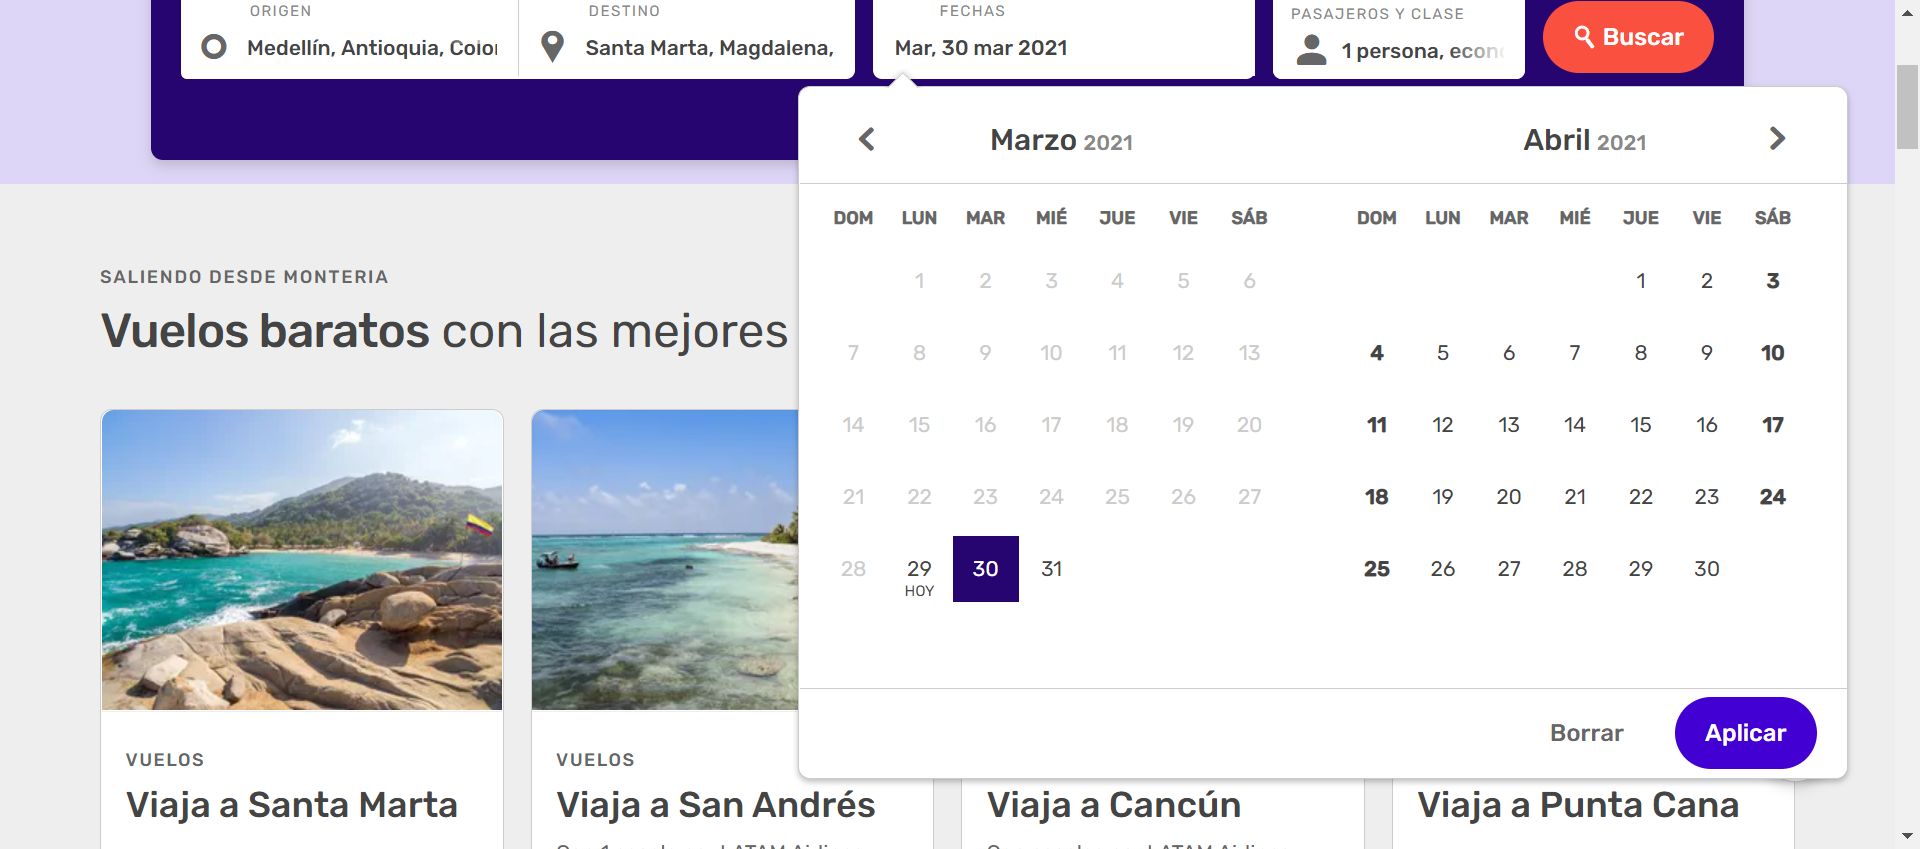 ORIGEN
Medellín, Antioquia, Color
DESTINO
Santa Marta, Magdalena,
FECHAS
Mar, 30 mar 2021
PASAJEROS Y CLASE
1 persona, econo
Buscar
Marzo 2021
Abril 2021
DOM LUN MAR MIÉ JUE VIE SÁB
1 2 3 4 5 6
7 8 9 10 11 12 13
14 15 16 17 18 19 20
21 22 23 24 25 26 27
28 29 30 31
HOY
DOM LUN MAR MIÉ JUE VIE SÁB
1 2 3
4 5 6 7 8 9 10
11 12 13 14 15 16 17
18 19 20 21 22 23 24
25 26 27 28 29 30
Borrar
Aplicar
SALIENDO DESDE MONTERIA
Vuelos baratos con las mejores
VUELOS
Viaja a Santa Marta
VUELOS
Viaja a San Andrés
Viaja a Cancún
Viaja a Punta Cana